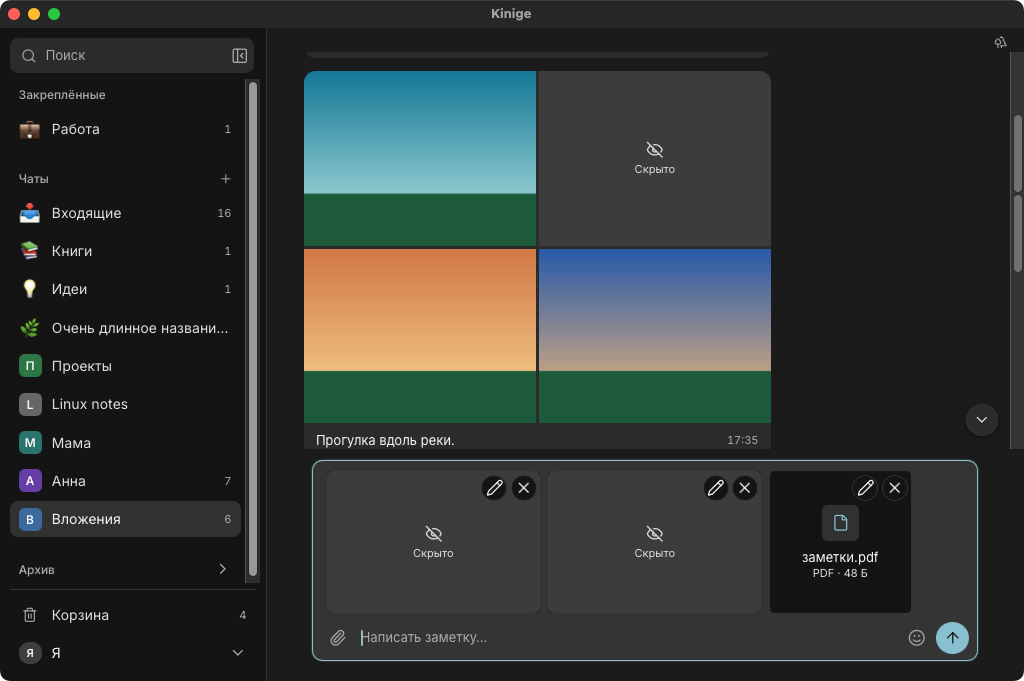 Kinige
Поиск
Закреплённые
Работа 1
Чаты
Входящие 16
Книги 1
Идеи 1
Очень длинное названи...
П Проекты
L Linux notes
М Мама
А Анна 7
В Вложения 6
Архив
Корзина 4
Я Я
Скрыто
Прогулка вдоль реки. 17:35
Скрыто
Скрыто
заметки.pdf
PDF · 48 Б
Написать заметку...